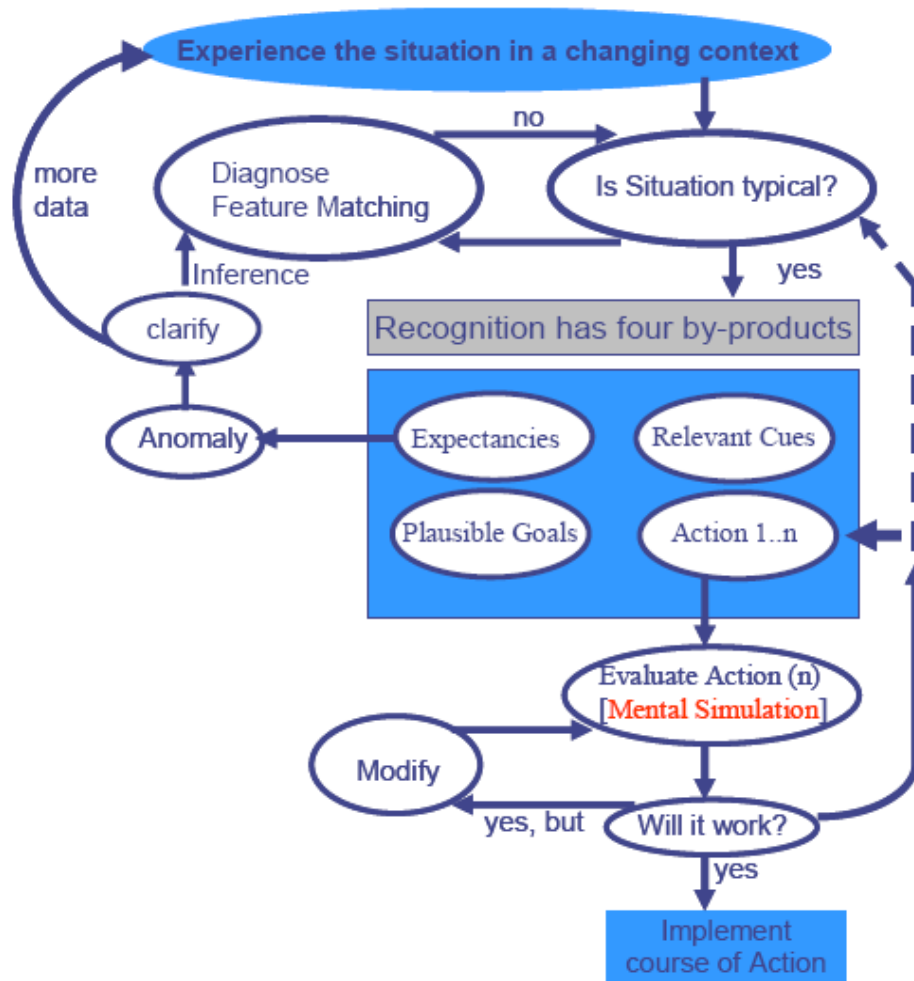 Experience the situation in a changing context
no
more
data
Diagnose
Feature Matching
Is Situation typical?
Inference
yes
clarify
Recognition has four by-products
Anomaly
Expectancies
Relevant Cues
Plausible Goals
Action 1..n
Evaluate Action (n)
[Mental Simulation]
Modify
yes, but
Will it work?
yes
Implement
course of Action